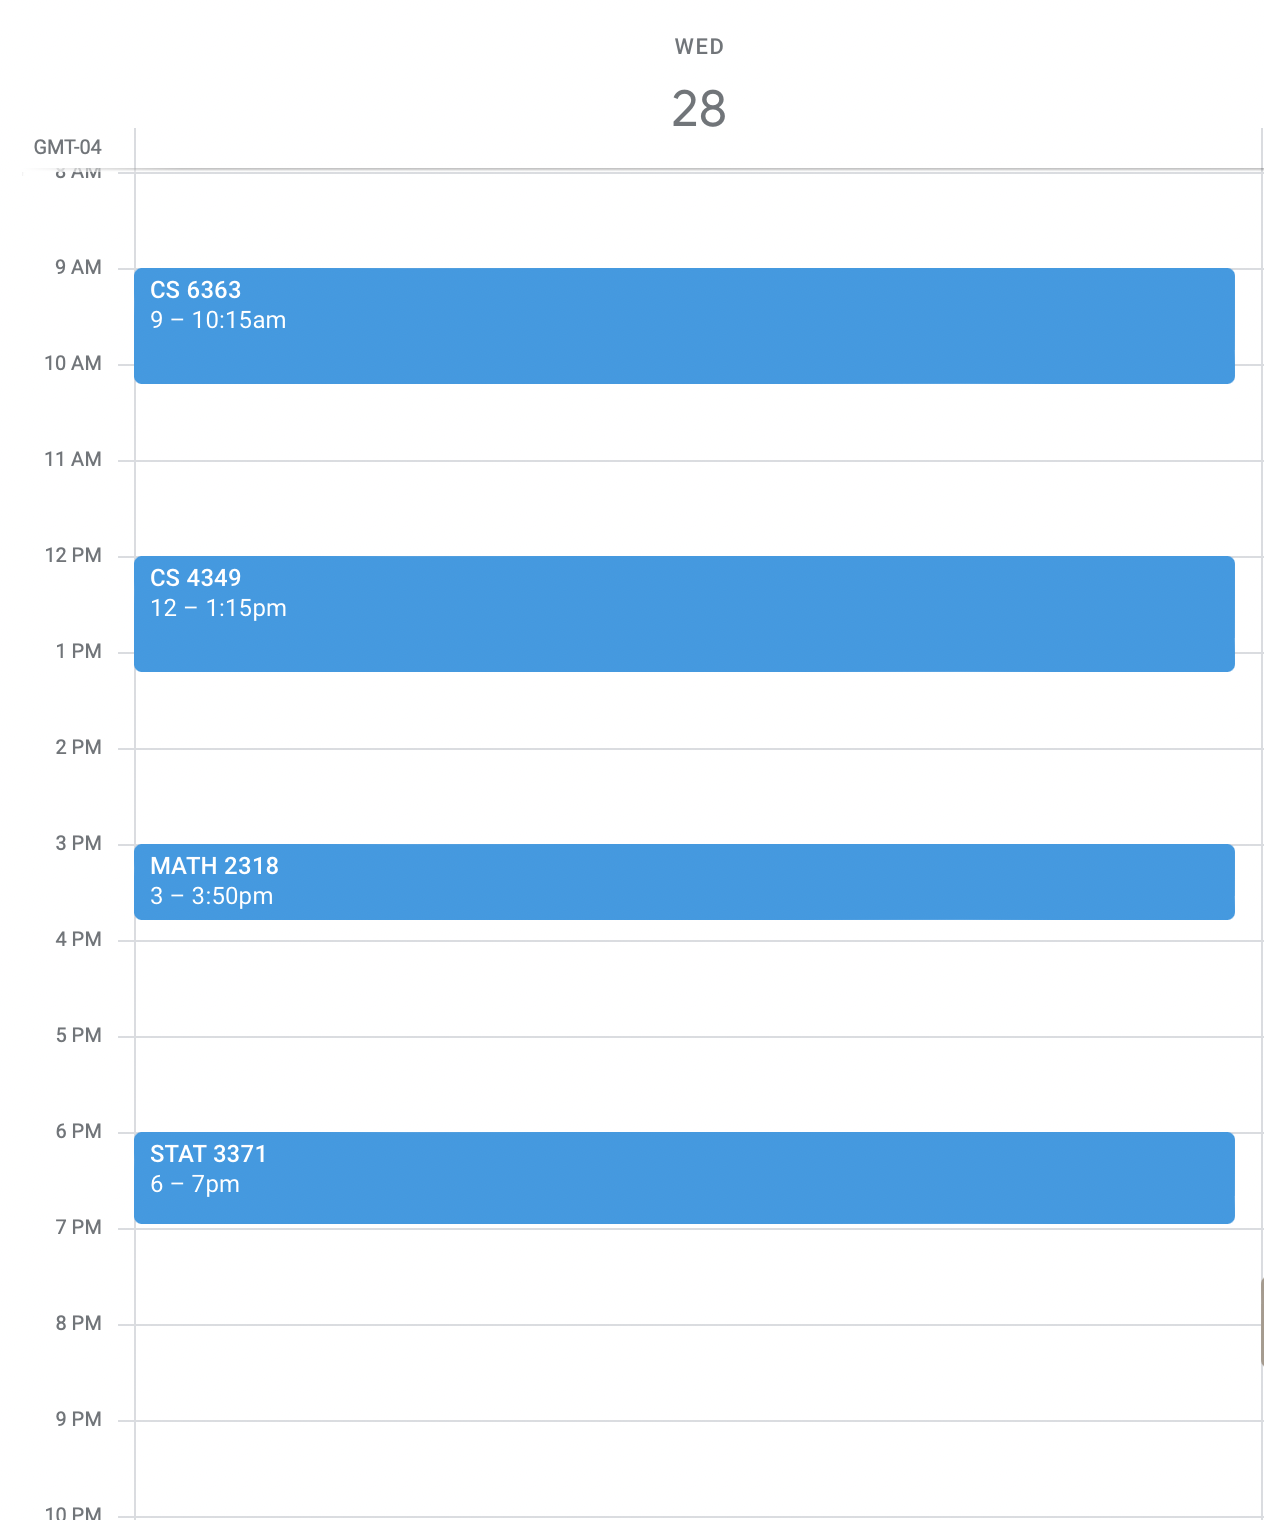 WED
28
GMT-04
8 AM
9 AM
CS 6363
9 – 10:15am
10 AM
11 AM
12 PM
CS 4349
12 – 1:15pm
1 PM
2 PM
3 PM
MATH 2318
3 – 3:50pm
4 PM
5 PM
6 PM
STAT 3371
6 – 7pm
7 PM
8 PM
9 PM
10 PM